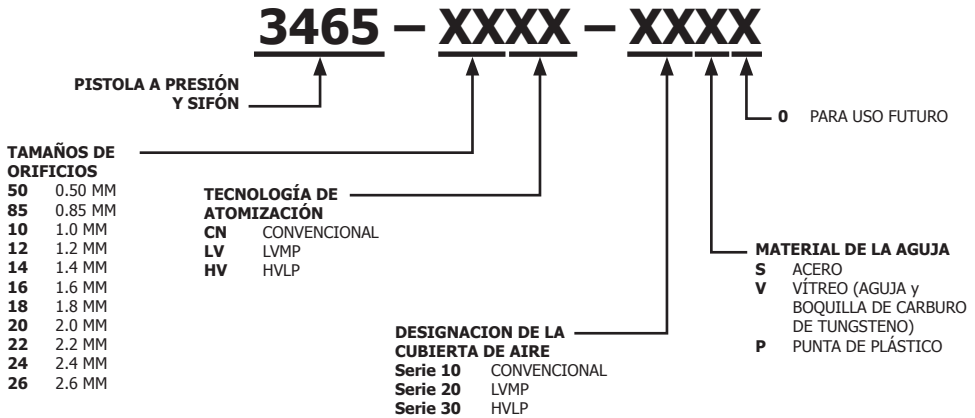 3465 – XXXX – XXXX
PISTOLA A PRESIÓN
Y SIFÓN
0 PARA USO FUTURO
TAMAÑOS DE
ORIFICIOS
50 0.50 MM
85 0.85 MM
10 1.0 MM
12 1.2 MM
14 1.4 MM
16 1.6 MM
18 1.8 MM
20 2.0 MM
22 2.2 MM
24 2.4 MM
26 2.6 MM
TECNOLOGÍA DE
ATOMIZACIÓN
CN CONVENCIONAL
LV LVMP
HV HVLP
DESIGNACION DE LA
CUBIERTA DE AIRE
Serie 10 CONVENCIONAL
Serie 20 LVMP
Serie 30 HVLP
MATERIAL DE LA AGUJA
S ACERO
V VÍTREO (AGUJA y
BOQUILLA DE CARBURO
DE TUNGSTENO)
P PUNTA DE PLÁSTICO